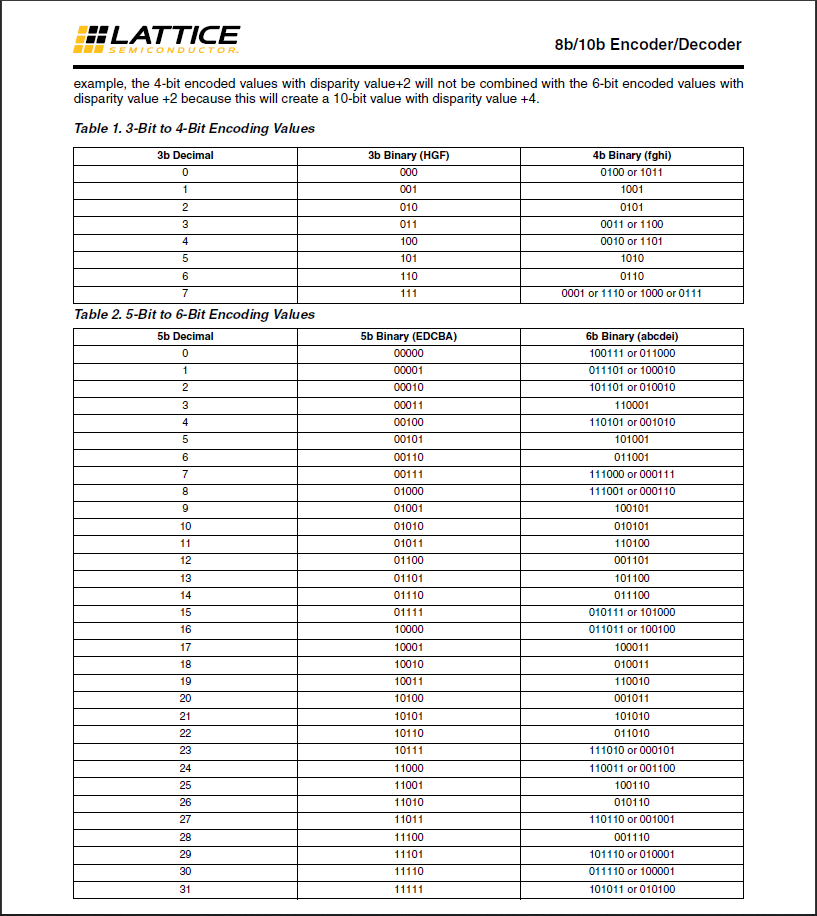 LATTICE
SEMICONDUCTOR.
8b/10b Encoder/Decoder
example, the 4-bit encoded values with disparity value+2 will not be combined with the 6-bit encoded values with
disparity value +2 because this will create a 10-bit value with disparity value +4.
Table 1. 3-Bit to 4-Bit Encoding Values
3b Decimal 3b Binary (HGF) 4b Binary (fghi)
0 000 0100 or 1011
1 001 1001
2 010 0101
3 011 0011 or 1100
4 100 0010 or 1101
5 101 1010
6 110 0110
7 111 0001 or 1110 or 1000 or 0111
Table 2. 5-Bit to 6-Bit Encoding Values
5b Decimal 5b Binary (EDCBA) 6b Binary (abcdei)
0 00000 100111 or 011000
1 00001 011101 or 100010
2 00010 101101 or 010010
3 00011 110001
4 00100 110101 or 001010
5 00101 101001
6 00110 011001
7 00111 111000 or 000111
8 01000 111001 or 000110
9 01001 100101
10 01010 010101
11 01011 110100
12 01100 001101
13 01101 101100
14 01110 011100
15 01111 010111 or 101000
16 10000 011011 or 100100
17 10001 100011
18 10010 010011
19 10011 110010
20 10100 001011
21 10101 101010
22 10110 011010
23 10111 111010 or 000101
24 11000 110011 or 001100
25 11001 100110
26 11010 010110
27 11011 110110 or 001001
28 11100 001110
29 11101 101110 or 010001
30 11110 011110 or 100001
31 11111 101011 or 010100